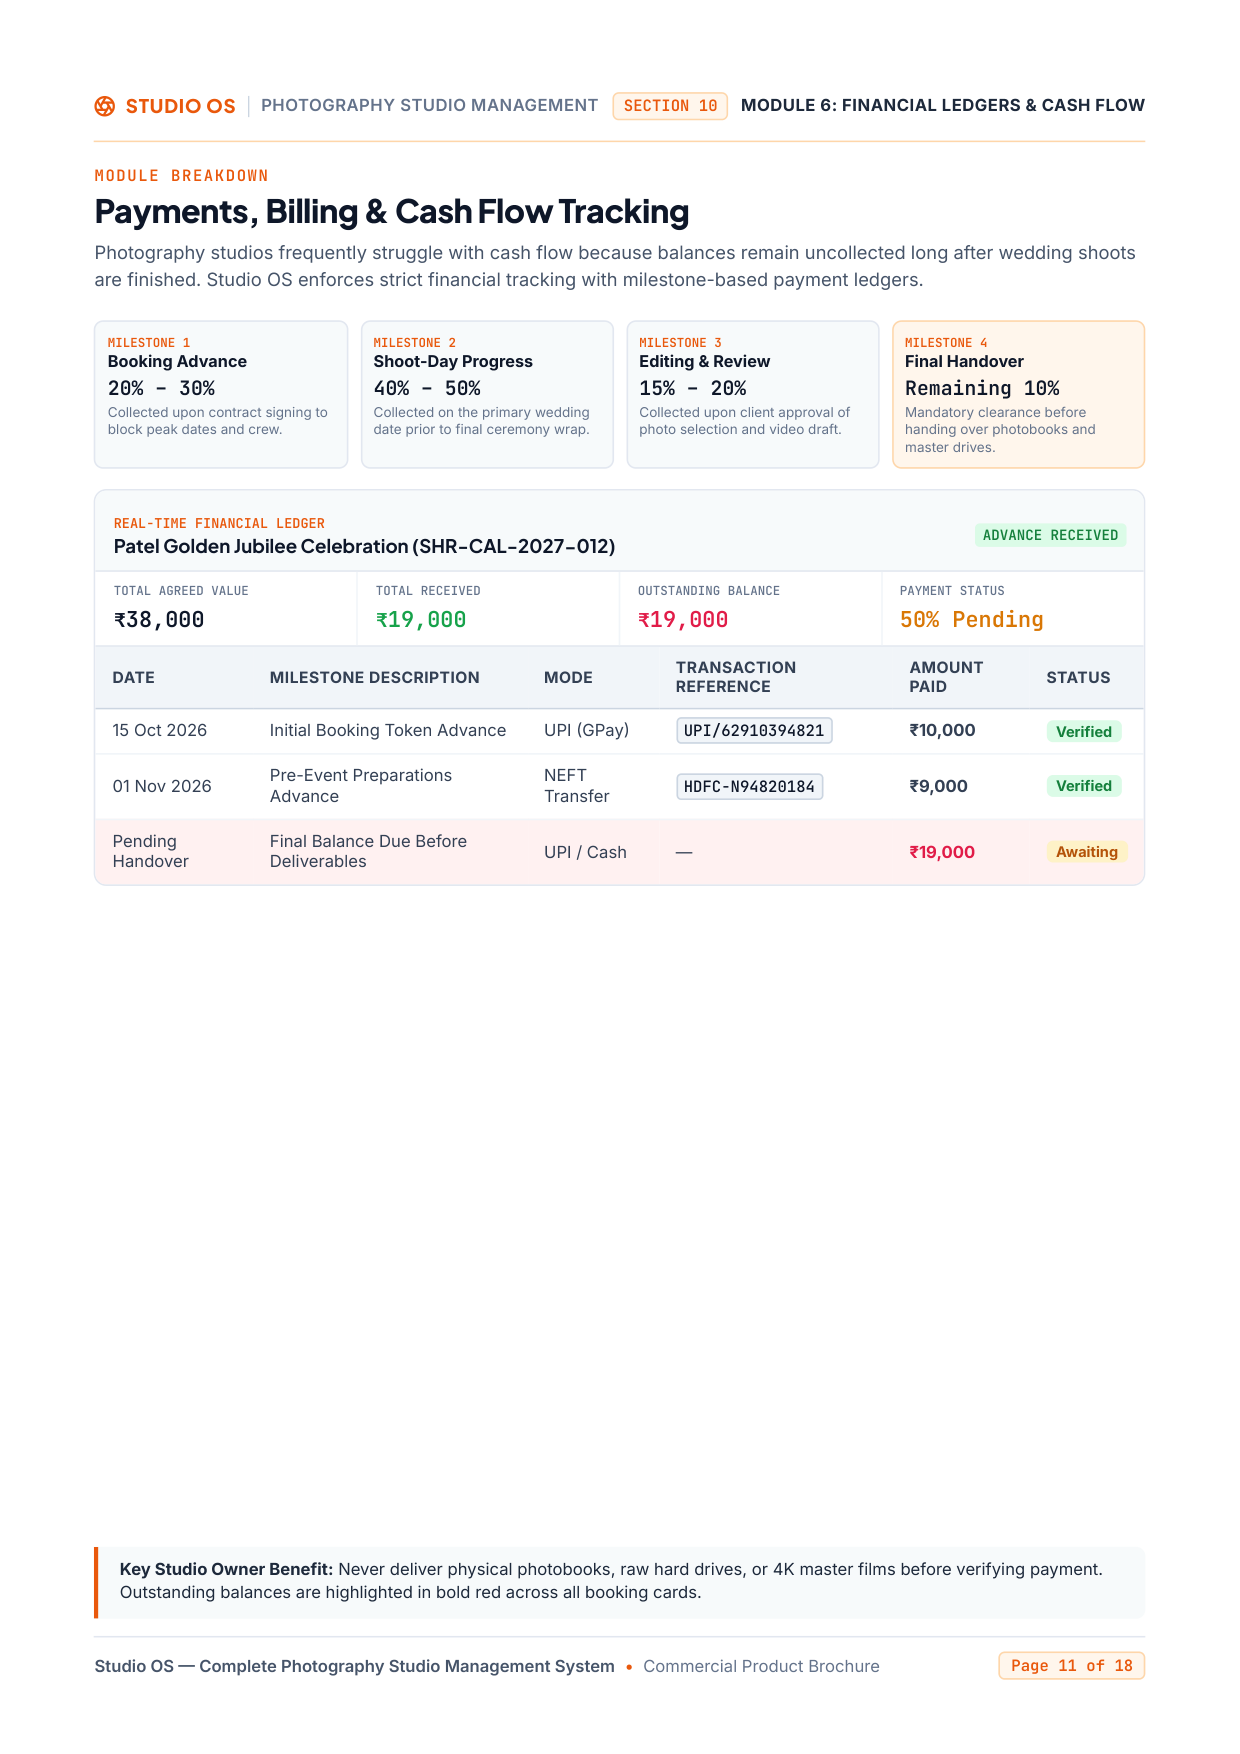 STUDIO OS PHOTOGRAPHY STUDIO MANAGEMENT SECTION 10 MODULE 6: FINANCIAL LEDGERS & CASH FLOW
MODULE BREAKDOWN
Payments, Billing & Cash Flow Tracking
Photography studios frequently struggle with cash flow because balances remain uncollected long after wedding shoots
are finished. Studio OS enforces strict financial tracking with milestone-based payment ledgers.
MILESTONE 1
Booking Advance
20% – 30%
Collected upon contract signing to
block peak dates and crew.
MILESTONE 2
Shoot-Day Progress
40% – 50%
Collected on the primary wedding
date prior to final ceremony wrap.
MILESTONE 3
Editing & Review
15% – 20%
Collected upon client approval of
photo selection and video draft.
MILESTONE 4
Final Handover
Remaining 10%
Mandatory clearance before
handing over photobooks and
master drives.
REAL-TIME FINANCIAL LEDGER
Patel Golden Jubilee Celebration (SHR-CAL-2027-012)
ADVANCE RECEIVED
TOTAL AGREED VALUE
₹38,000
TOTAL RECEIVED
₹19,000
OUTSTANDING BALANCE
₹19,000
PAYMENT STATUS
50% Pending
DATE MILESTONE DESCRIPTION MODE TRANSACTION REFERENCE AMOUNT PAID STATUS
15 Oct 2026 Initial Booking Token Advance UPI (GPay) UPI/62910394821 ₹10,000 Verified
01 Nov 2026 Pre-Event Preparations Advance NEFT Transfer HDFC-N94820184 ₹9,000 Verified
Pending Handover Final Balance Due Before Deliverables UPI / Cash — ₹19,000 Awaiting
Key Studio Owner Benefit: Never deliver physical photobooks, raw hard drives, or 4K master films before verifying payment.
Outstanding balances are highlighted in bold red across all booking cards.
Studio OS — Complete Photography Studio Management System • Commercial Product Brochure Page 11 of 18